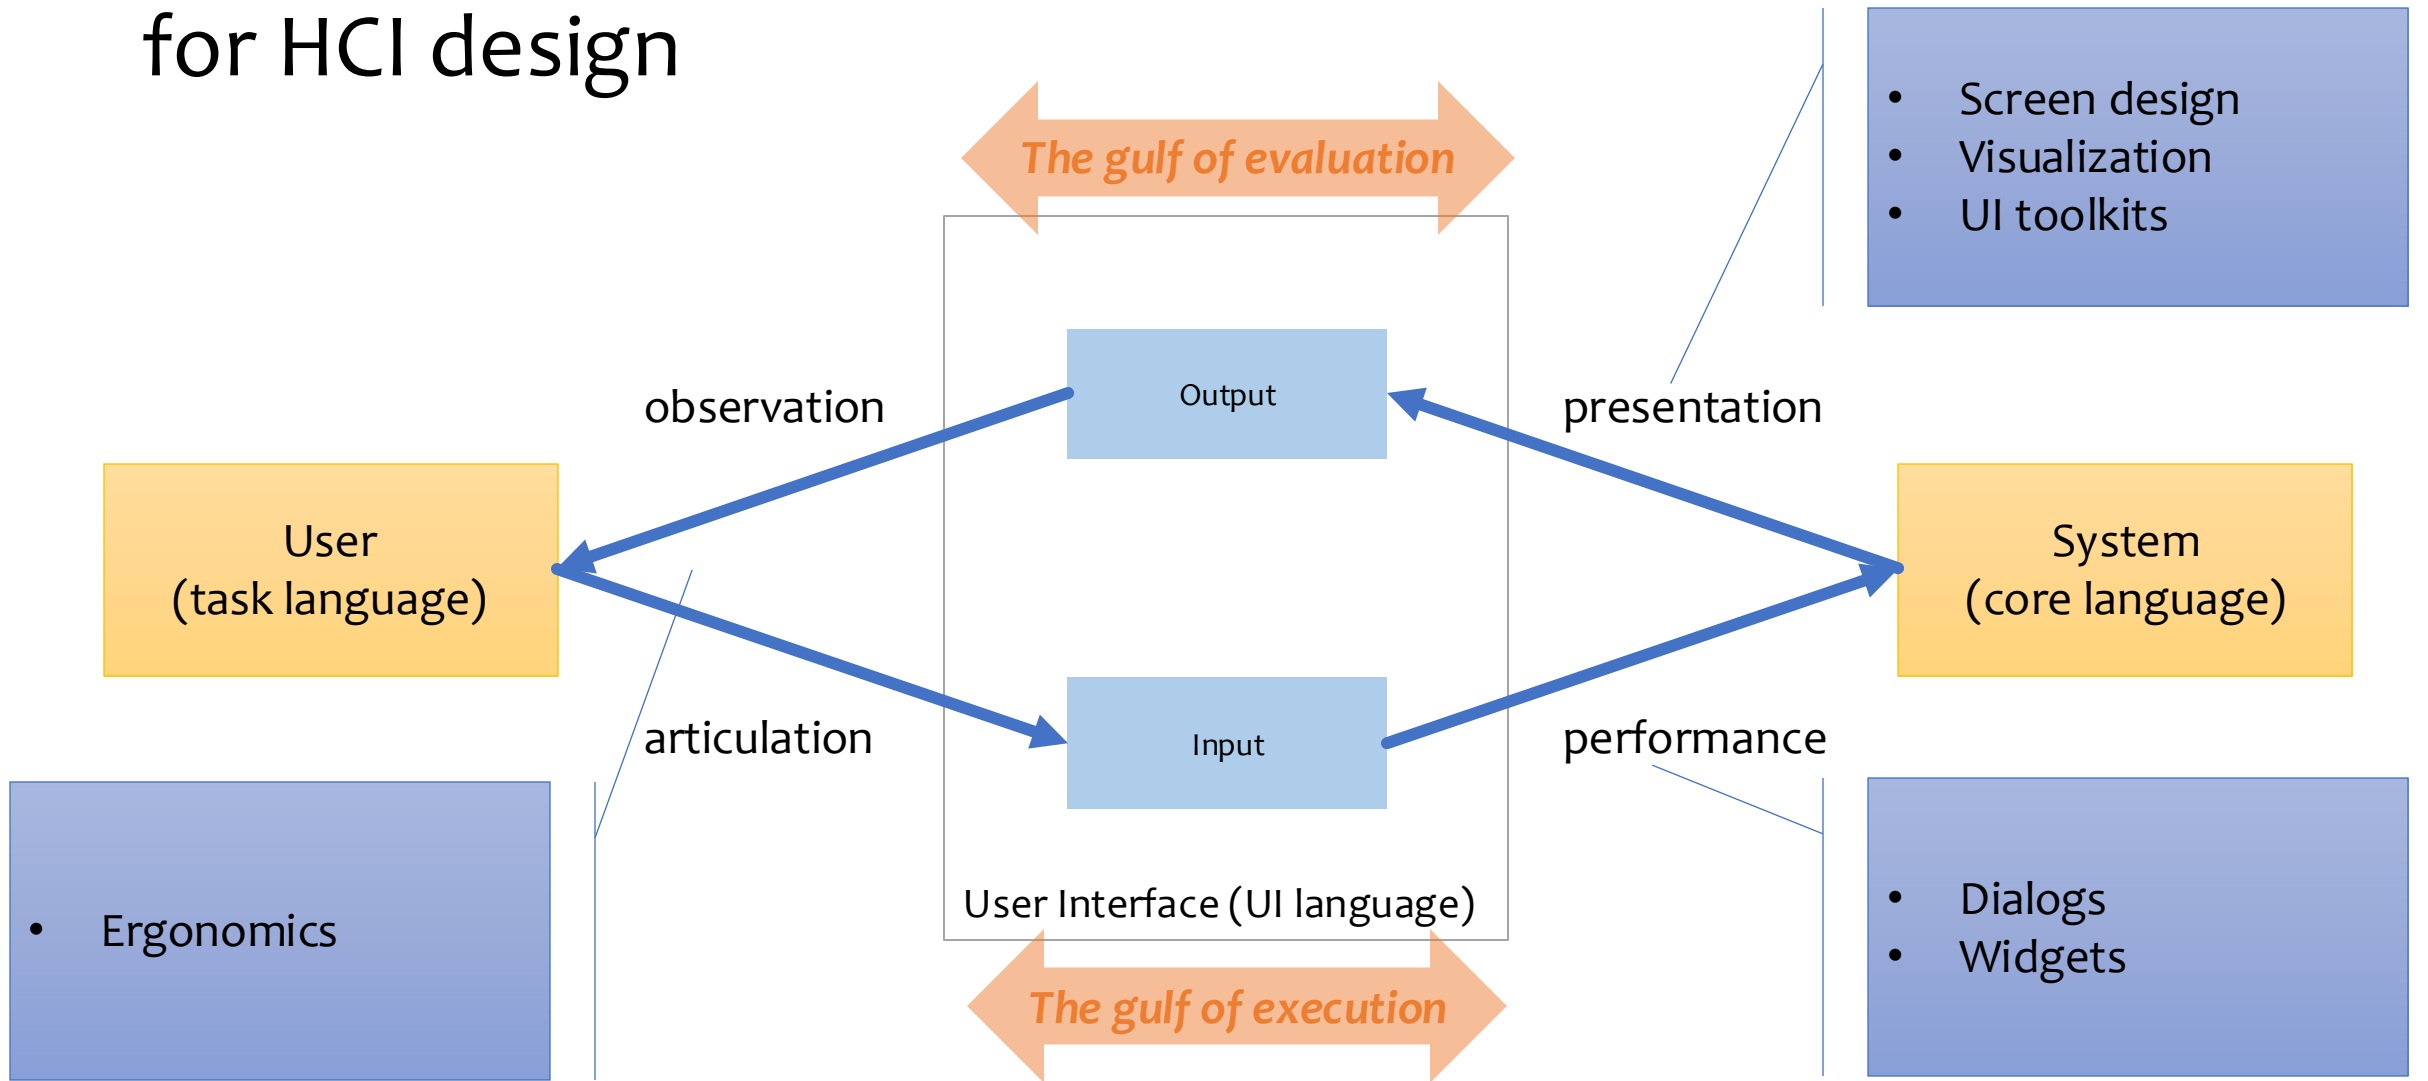 for HCI design
The gulf of evaluation
• Screen design
• Visualization
• UI toolkits
observation
Output
presentation
User
(task language)
System
(core language)
articulation
Input
performance
User Interface (UI language)
• Ergonomics
• Dialogs
• Widgets
The gulf of execution